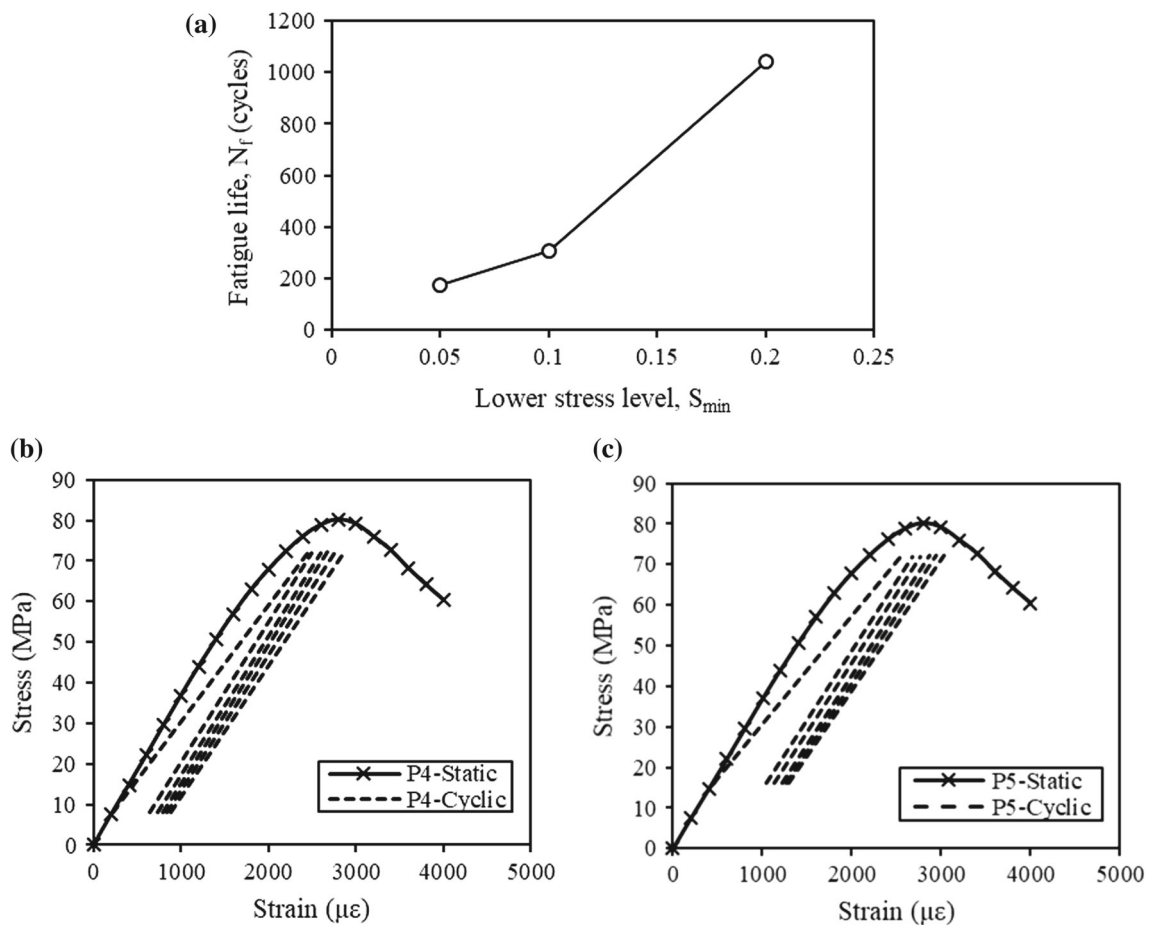 (a)
1200
1000
800
600
400
200
0
Fatigue life, N_f (cycles)
0 0.05 0.1 0.15 0.2 0.25
Lower stress level, S_min
(b)
90
80
70
60
50
40
30
20
10
0
Stress (MPa)
P4-Static
P4-Cyclic
0 1000 2000 3000 4000 5000
Strain (με)
(c)
90
80
70
60
50
40
30
20
10
0
Stress (MPa)
P5-Static
P5-Cyclic
0 1000 2000 3000 4000 5000
Strain (με)